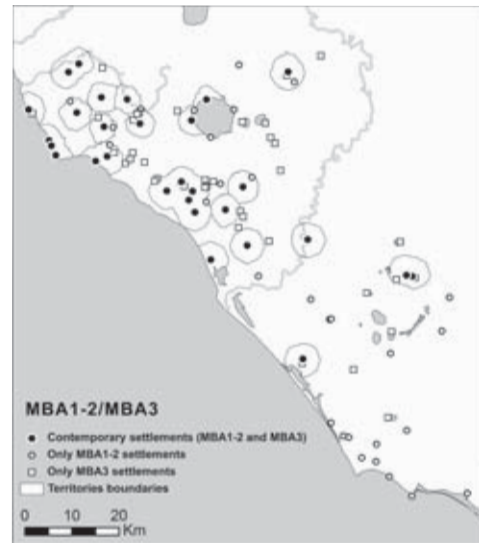 MBA1-2/MBA3
Contemporary settlements (MBA1-2 and MBA3)
Only MBA1-2 settlements
Only MBA3 settlements
Territories boundaries
0 10 20
Km